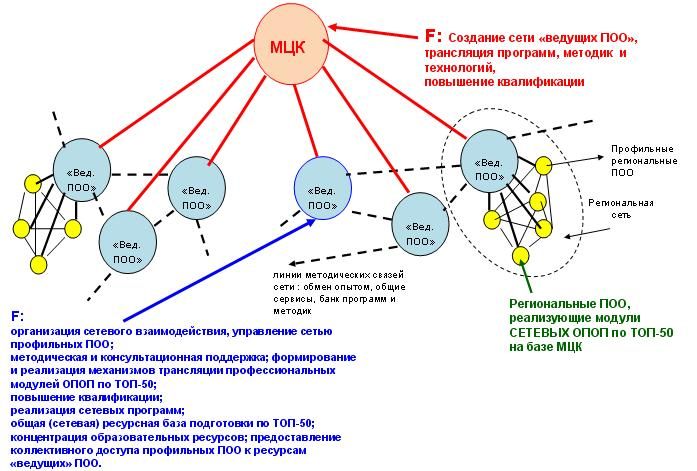 МЦК
F: Создание сети «ведущих ПОО»,
трансляция программ, методик и
технологий,
повышение квалификации
«Вед.
ПОО»
«Вед.
ПОО»
«Вед.
ПОО»
«Вед.
ПОО»
«Вед.
ПОО»
«Вед.
ПОО»
Профильные
региональные
ПОО
Региональная
сеть
линии методических связей
сети : обмен опытом, общие
сервисы, банк программ и
методик
Региональные ПОО,
реализующие модули
СЕТЕВЫХ ОПОП по ТОП-50
на базе МЦК
F:
организация сетевого взаимодействия, управление сетью
профильных ПОО;
методическая и консультационная поддержка; формирование
и реализация механизмов трансляции профессиональных
модулей ОПОП по ТОП-50;
повышение квалификации;
реализация сетевых программ;
общая (сетевая) ресурсная база подготовки по ТОП-50;
концентрация образовательных ресурсов; предоставление
коллективного доступа профильных ПОО к ресурсам
«ведущих» ПОО.